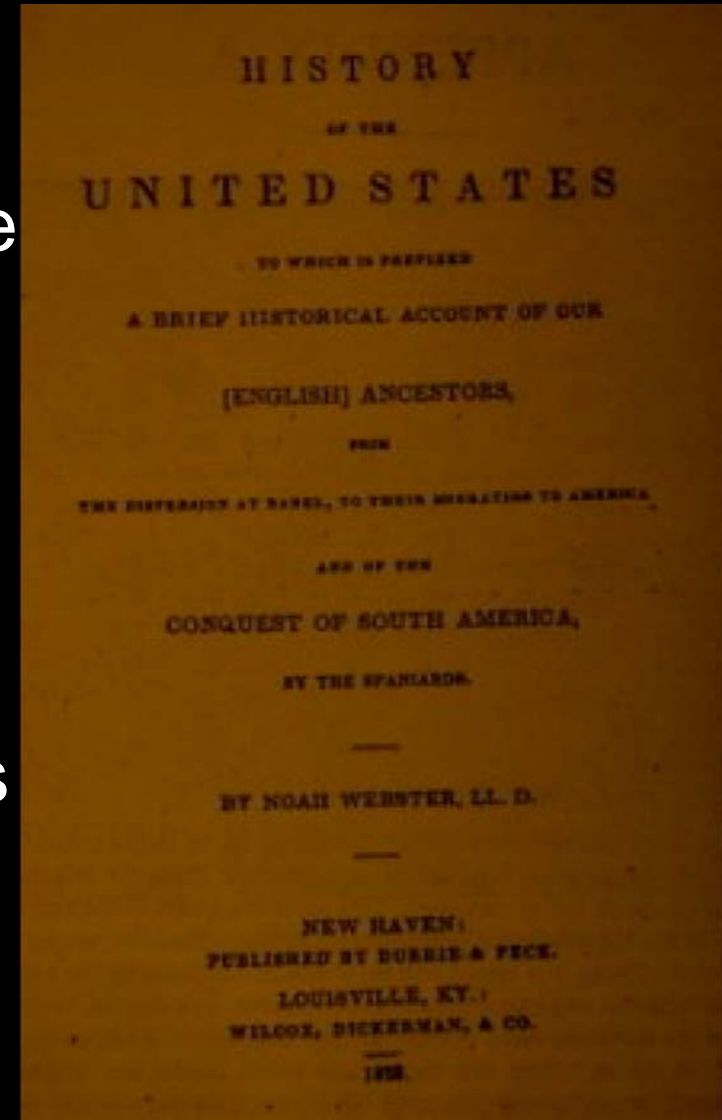 HISTORY
OF THE
UNITED STATES
TO WHICH IS PREFIXED
A BRIEF HISTORICAL ACCOUNT OF OUR
[ENGLISH] ANCESTORS,
FROM
THE DISPERSION AT BABEL, TO THEIR MIGRATION TO AMERICA
AND OF THE
CONQUEST OF SOUTH AMERICA,
BY THE SPANIARDS.
BY NOAH WEBSTER, LL. D.
NEW HAVEN:
PUBLISHED BY DURRIE & PECK.
LOUISVILLE, KY.:
WILCOX, DICKERMAN, & CO.
e
s